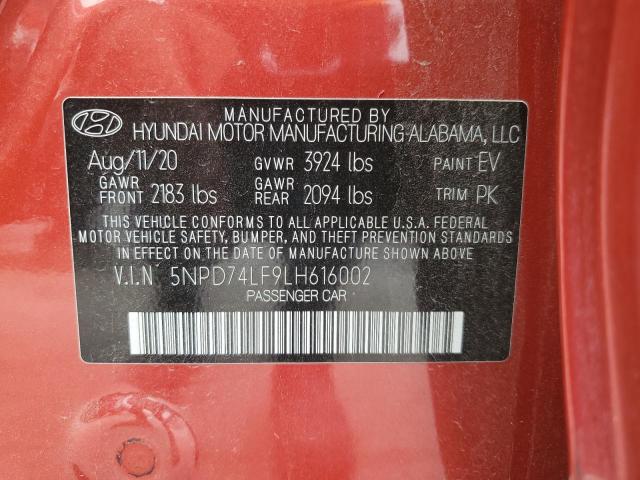 MANUFACTURED BY
HYUNDAI MOTOR MANUFACTURING ALABAMA, LLC
Aug/11/20 GVWR 3924 lbs PAINT EV
GAWR FRONT 2183 lbs GAWR REAR 2094 lbs TRIM PK
THIS VEHICLE CONFORMS TO ALL APPLICABLE U.S.A. FEDERAL
MOTOR VEHICLE SAFETY, BUMPER, AND THEFT PREVENTION STANDARDS
IN EFFECT ON THE DATE OF MANUFACTURE SHOWN ABOVE.
V.I.N 5NPD74LF9LH616002
PASSENGER CAR